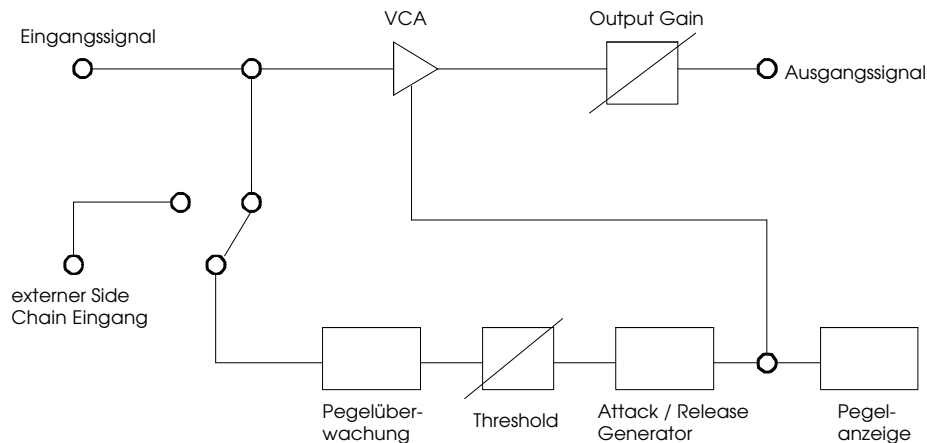 VCA
Output Gain
Eingangssignal
Ausgangssignal
externer Side
Chain Eingang
Pegelüber-
wachung
Threshold
Attack / Release
Generator
Pegel-
anzeige